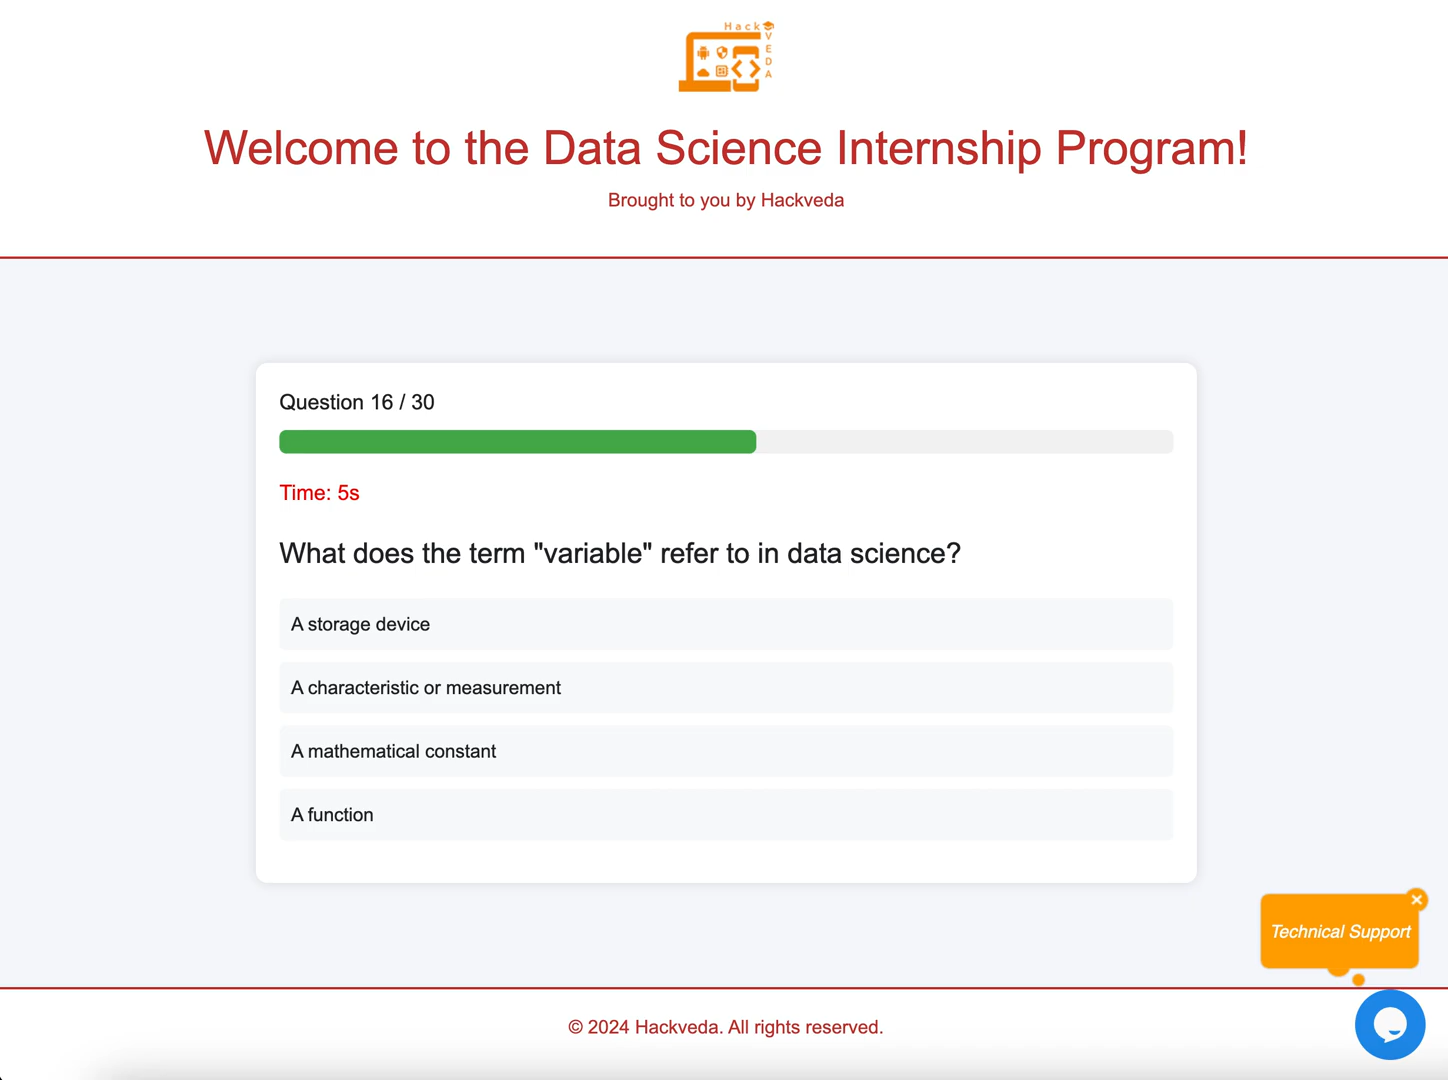 Hack
VEDA
Welcome to the Data Science Internship Program!
Brought to you by Hackveda
Question 16 / 30
Time: 5s
What does the term "variable" refer to in data science?
A storage device
A characteristic or measurement
A mathematical constant
A function
Technical Support
© 2024 Hackveda. All rights reserved.